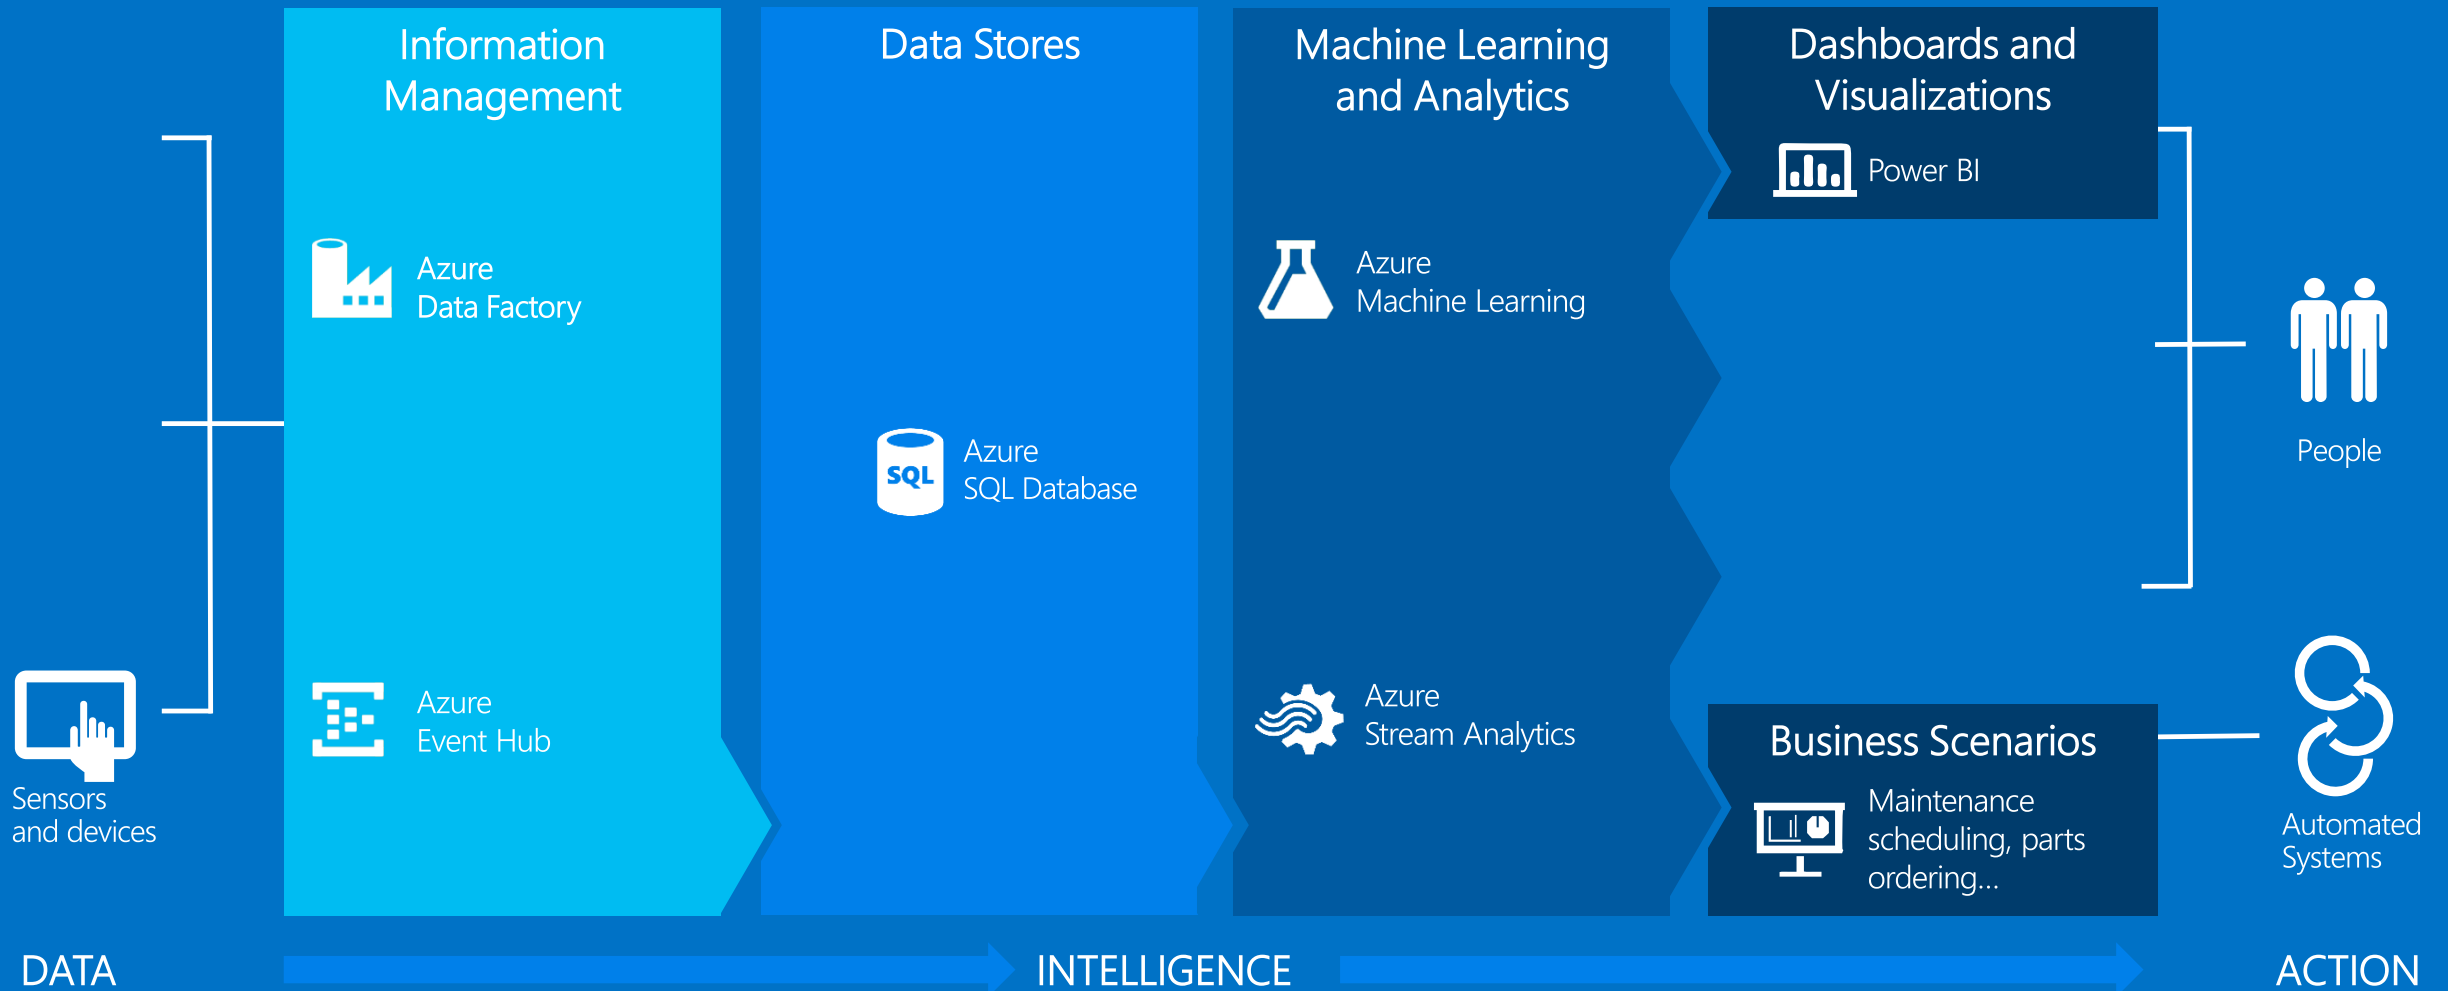 Information
Management
Data Stores
Machine Learning
and Analytics
Dashboards and
Visualizations
Power BI
Azure
Data Factory
Azure
Machine Learning
Azure
SQL
SQL Database
People
Azure
Event Hub
Azure
Stream Analytics
Business Scenarios
Maintenance
scheduling, parts
ordering...
Sensors
and devices
Automated
Systems
DATA
INTELLIGENCE
ACTION